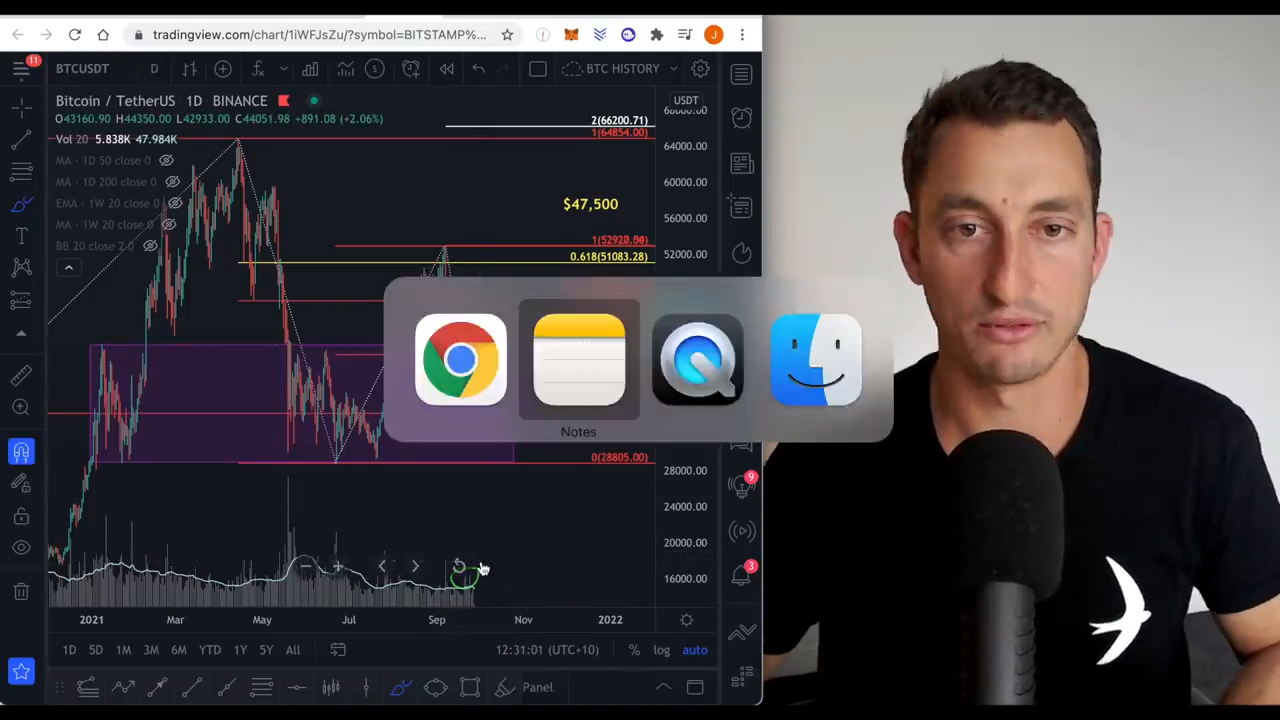 tradingview.com/chart/1iWFJsZu/?symbol=BITSTAMP%...
J
11
BTCUSDT
D
BTC HISTORY
Bitcoin / TetherUS · 1D · BINANCE
USDT
O43160.90 H44350.00 L42933.00 C44051.98 +891.08 (+2.06%)
Vol 20 5.838K 47.984K
MA · 1D 50 close 0
MA · 1D 200 close 0
EMA · 1W 20 close 0
MA · 1W 20 close 0
BB 20 close 2 0
2(66200.71)
1(64854.00)
64000.00
60000.00
$47,500
56000.00
52000.00
0.618(51083.28)
Notes
0(28805.00)
28000.00
24000.00
20000.00
16000.00
9
3
2021 Mar May Jul Sep Nov 2022
1D 5D 1M 3M 6M YTD 1Y 5Y All
12:31:01 (UTC+10) % log auto
Panel